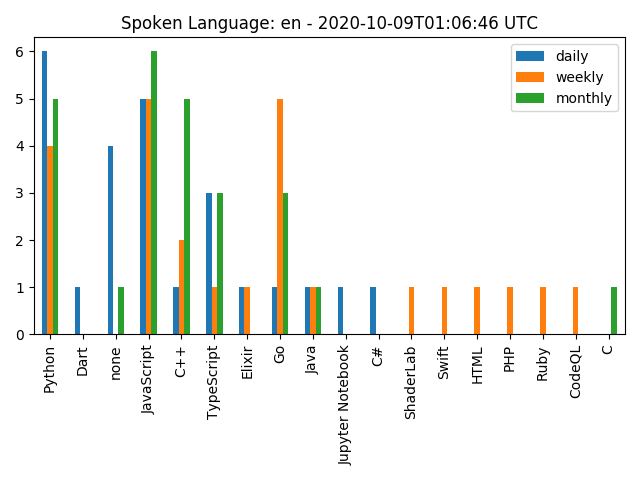 Spoken Language: en - 2020-10-09T01:06:46 UTC
daily
weekly
monthly
6
5
4
3
2
1
0
Python
Dart
none
JavaScript
C++
TypeScript
Elixir
Go
Java
Jupyter Notebook
C#
ShaderLab
Swift
HTML
PHP
Ruby
CodeQL
C